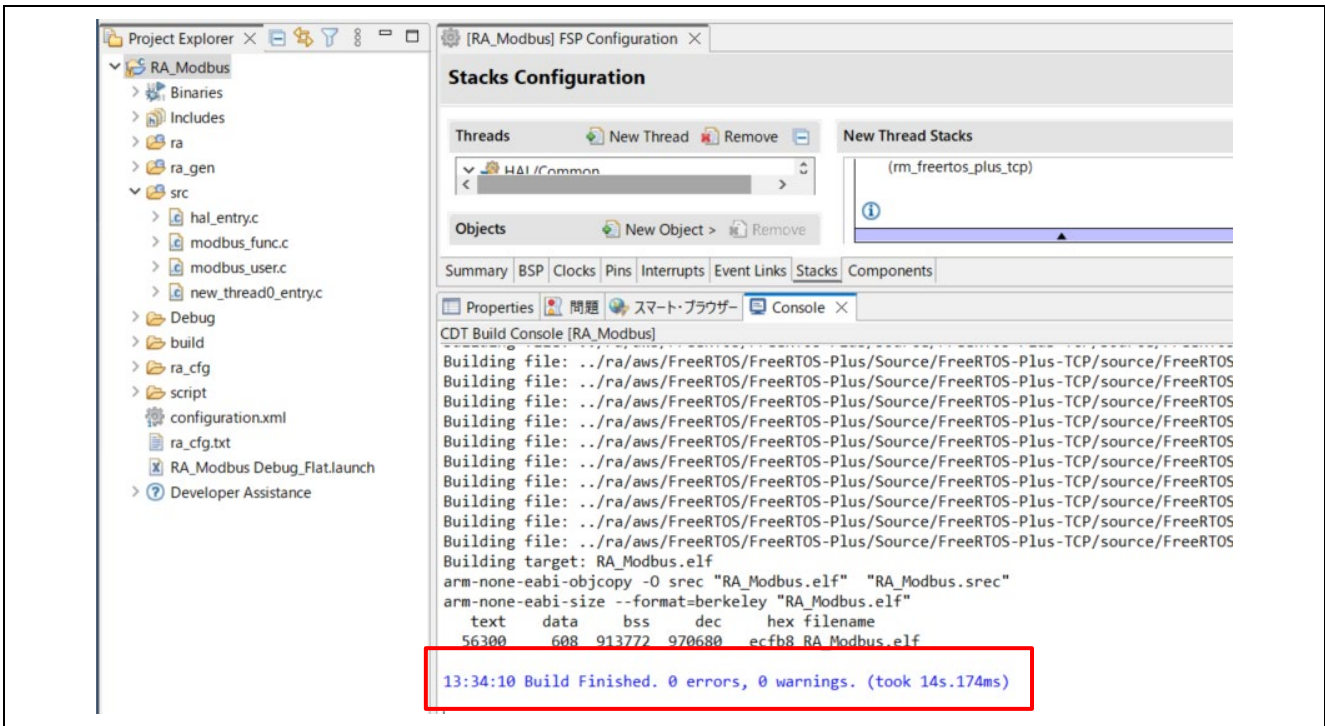 Project Explorer
RA_Modbus
Binaries
Includes
ra
ra_gen
src
hal_entry.c
modbus_func.c
modbus_user.c
new_thread0_entry.c
Debug
build
ra_cfg
script
configuration.xml
ra_cfg.txt
RA_Modbus Debug_Flat.launch
Developer Assistance
[RA_Modbus] FSP Configuration
Stacks Configuration
Threads New Thread Remove
HAL/Common
Objects New Object > Remove
New Thread Stacks
(rm_freertos_plus_tcp)
Summary BSP Clocks Pins Interrupts Event Links Stacks Components
Properties 問題 スマート・ブラウザー Console
CDT Build Console [RA_Modbus]
Building file: ../ra/aws/FreeRTOS/FreeRTOS-Plus/Source/FreeRTOS-Plus-TCP/source/FreeRTOS
Building file: ../ra/aws/FreeRTOS/FreeRTOS-Plus/Source/FreeRTOS-Plus-TCP/source/FreeRTOS
Building file: ../ra/aws/FreeRTOS/FreeRTOS-Plus/Source/FreeRTOS-Plus-TCP/source/FreeRTOS
Building file: ../ra/aws/FreeRTOS/FreeRTOS-Plus/Source/FreeRTOS-Plus-TCP/source/FreeRTOS
Building file: ../ra/aws/FreeRTOS/FreeRTOS-Plus/Source/FreeRTOS-Plus-TCP/source/FreeRTOS
Building file: ../ra/aws/FreeRTOS/FreeRTOS-Plus/Source/FreeRTOS-Plus-TCP/source/FreeRTOS
Building file: ../ra/aws/FreeRTOS/FreeRTOS-Plus/Source/FreeRTOS-Plus-TCP/source/FreeRTOS
Building file: ../ra/aws/FreeRTOS/FreeRTOS-Plus/Source/FreeRTOS-Plus-TCP/source/FreeRTOS
Building file: ../ra/aws/FreeRTOS/FreeRTOS-Plus/Source/FreeRTOS-Plus-TCP/source/FreeRTOS
Building file: ../ra/aws/FreeRTOS/FreeRTOS-Plus/Source/FreeRTOS-Plus-TCP/source/FreeRTOS
Building target: RA_Modbus.elf
arm-none-eabi-objcopy -O srec "RA_Modbus.elf" "RA_Modbus.srec"
arm-none-eabi-size --format=berkeley "RA_Modbus.elf"
text data bss dec hex filename
56300 608 913772 970680 ecfb8 RA_Modbus.elf
13:34:10 Build Finished. 0 errors, 0 warnings. (took 14s.174ms)